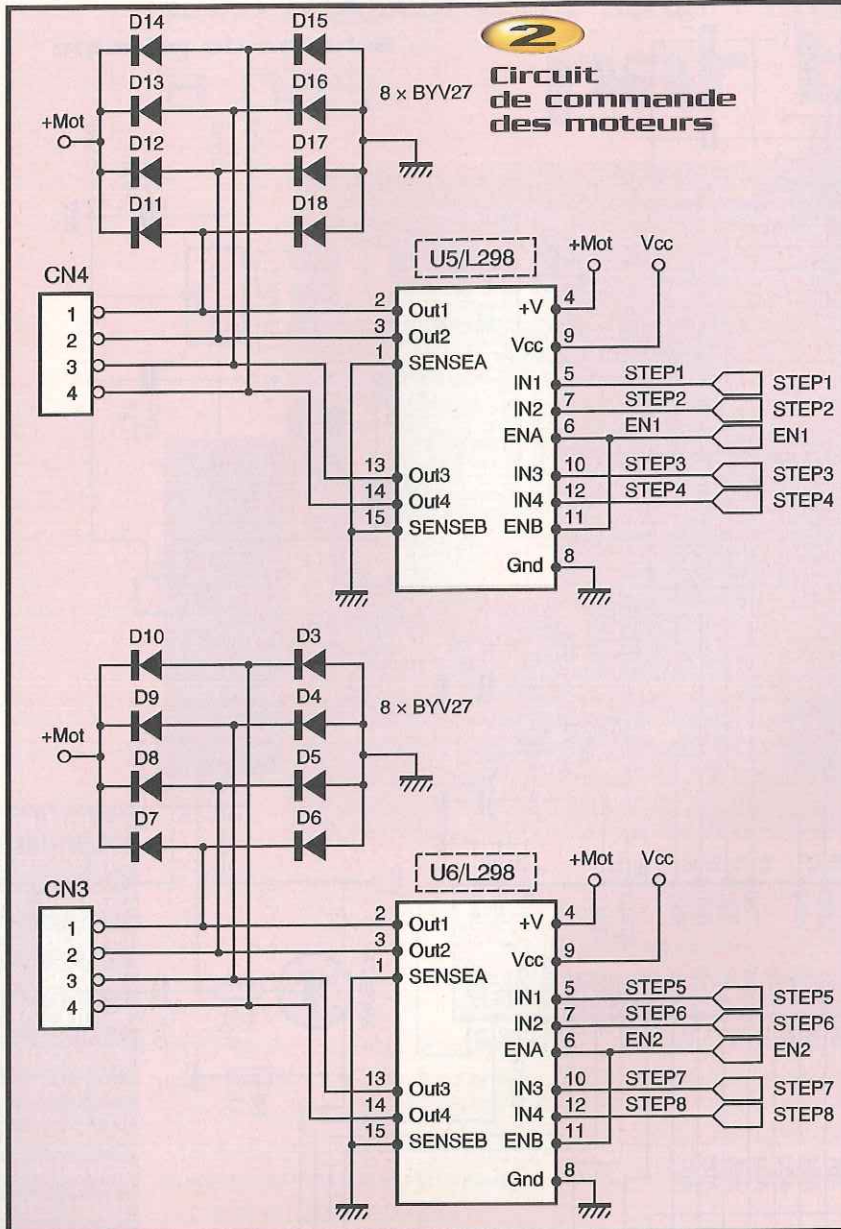 2
Circuit
de commande
des moteurs
D14 D15
D13 D16
8 x BYV27
+Mot
D12 D17
D11 D18
CN4
1
2
3
4
U5/L298
+Mot Vcc
2 Out1 +V 4
3 Out2
1 SENSEA Vcc 9
IN1 5 STEP1 STEP1
IN2 7 STEP2 STEP2
ENA 6 EN1 EN1
13 Out3 IN3 10 STEP3 STEP3
14 Out4 IN4 12 STEP4 STEP4
15 SENSEB ENB 11
Gnd 8
D10 D3
D9 D4
8 x BYV27
+Mot
D8 D5
D7 D6
CN3
1
2
3
4
U6/L298
+Mot Vcc
2 Out1 +V 4
3 Out2
1 SENSEA Vcc 9
IN1 5 STEP5 STEP5
IN2 7 STEP6 STEP6
ENA 6 EN2 EN2
13 Out3 IN3 10 STEP7 STEP7
14 Out4 IN4 12 STEP8 STEP8
15 SENSEB ENB 11
Gnd 8